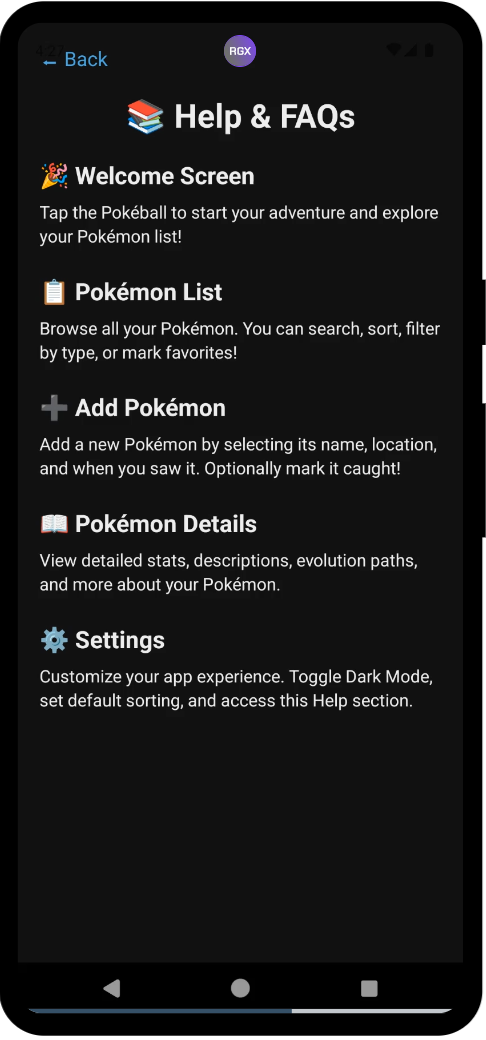 4:27
← Back
RGX
📚 Help & FAQs
🎉 Welcome Screen
Tap the Pokéball to start your adventure and explore
your Pokémon list!
📋 Pokémon List
Browse all your Pokémon. You can search, sort, filter
by type, or mark favorites!
➕ Add Pokémon
Add a new Pokémon by selecting its name, location,
and when you saw it. Optionally mark it caught!
📖 Pokémon Details
View detailed stats, descriptions, evolution paths,
and more about your Pokémon.
⚙️ Settings
Customize your app experience. Toggle Dark Mode,
set default sorting, and access this Help section.